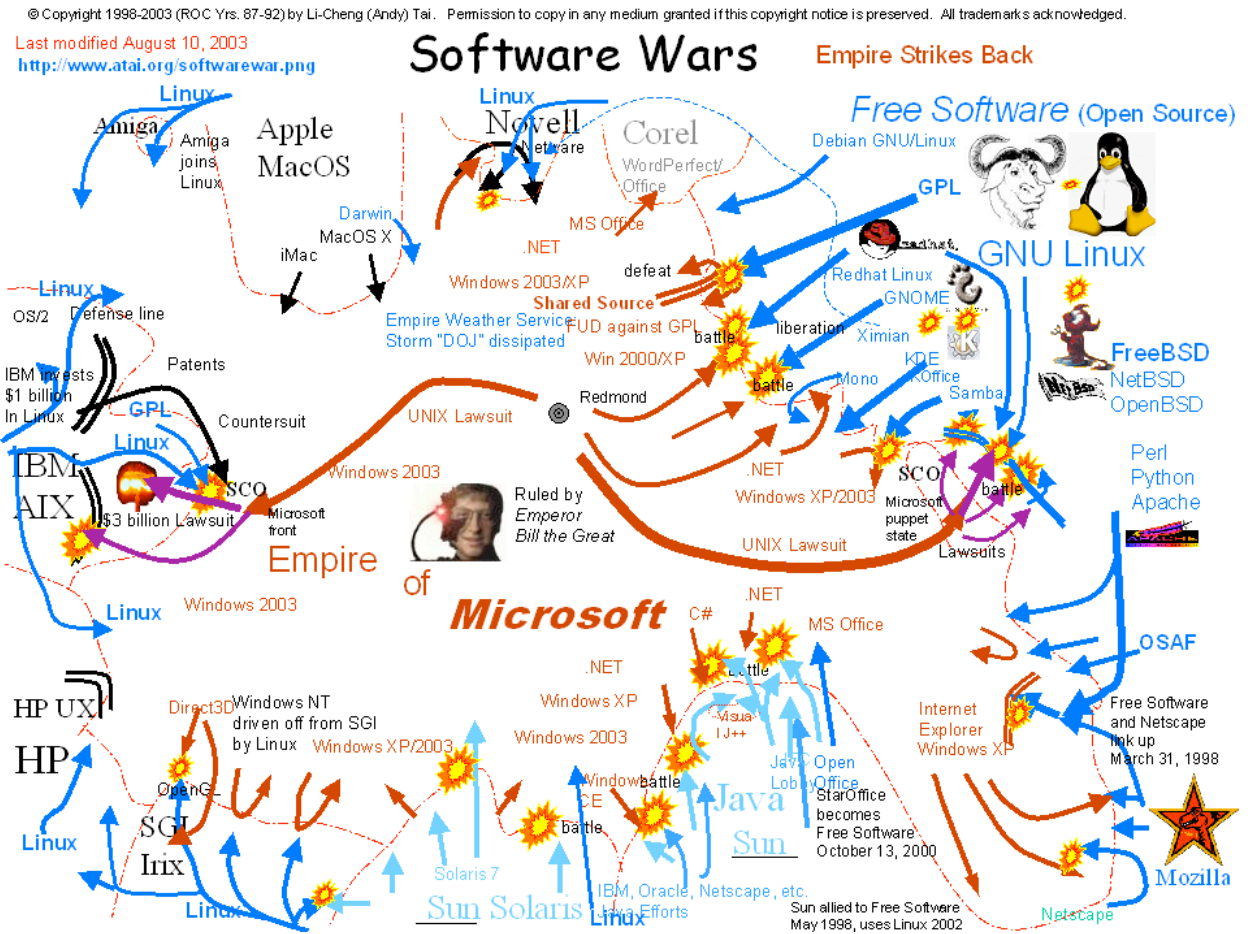 © Copyright 1998-2003 (ROC Yrs. 87-92) by Li-Cheng (Andy) Tai. Permission to copy in any medium granted if this copyright notice is preserved. All trademarks acknowledged.
Last modified August 10, 2003
http://www.atai.org/softwarewar.png
Software Wars
Empire Strikes Back
Linux
Amiga
Amiga
joins
Linux
Apple
MacOS
Linux
Novell
Netware
Corel
WordPerfect/
Office
Free Software (Open Source)
Debian GNU/Linux
GPL
Darwin
MacOS X
iMac
MS Office
.NET
Windows 2003/XP
defeat
Shared Source
redhat.
Redhat Linux
GNOME
GNU Linux
Linux
OS/2
Defense line
Empire Weather Service:
Storm "DOJ" dissipated
FUD against GPL
battle
liberation
Ximian
Win 2000/XP
Patents
IBM invests
$1 billion
In Linux
GPL
Countersuit
UNIX Lawsuit
Redmond
battle
Mono
KDE
KOffice
Samba
FreeBSD
NetBSD
OpenBSD
NetBSD
Linux
IBM
AIX
SCO
$3 billion Lawsuit
Microsoft
front
Windows 2003
Ruled by
Emperor
Bill the Great
.NET
Windows XP/2003
SCO
Microsoft
puppet
state
battle
Lawsuits
Perl
Python
Apache
UNIX Lawsuit
Empire
of
Microsoft
Windows 2003
Linux
C#
.NET
MS Office
battle
OSAF
HP UX
HP
Linux
Direct3D
Windows NT
driven off from SGI
by Linux
Windows XP/2003
OpenGL
SGI
Irix
Linux
.NET
Windows XP
Windows 2003
Windows
CE
battle
battle
Visual
J++
Java
Lobby
Open
Office
StarOffice
becomes
Free Software
October 13, 2000
Java
Sun
Internet
Explorer
Windows XP
Free Software
and Netscape
link up
March 31, 1998
Mozilla
Netscape
Solaris 7
Sun Solaris
IBM, Oracle, Netscape, etc.
Java Efforts
Linux
Sun allied to Free Software
May 1998, uses Linux 2002